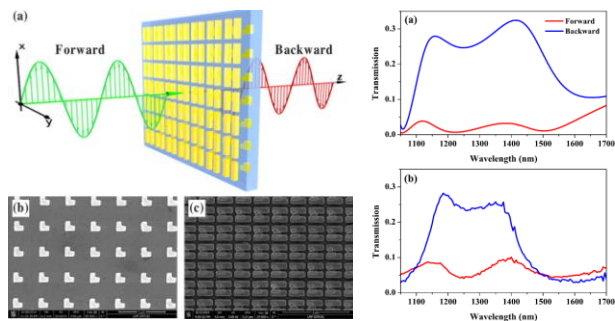 (a)
Forward
Backward
x
y
z
(b)
(c)
(a)
Forward
Backward
Transmission
0.3
0.2
0.1
0.0
1100 1200 1300 1400 1500 1600 1700
Wavelength (nm)
(b)
Transmission
0.3
0.2
0.1
0.0
1100 1200 1300 1400 1500 1600 1700
Wavelength (nm)